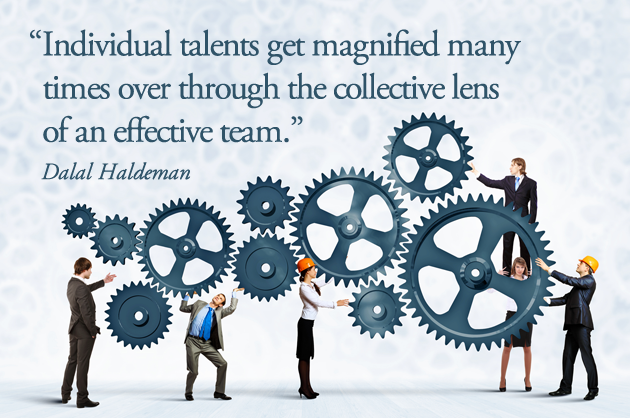 “Individual talents get magnified many
times over through the collective lens
of an effective team.”
Dalal Haldeman